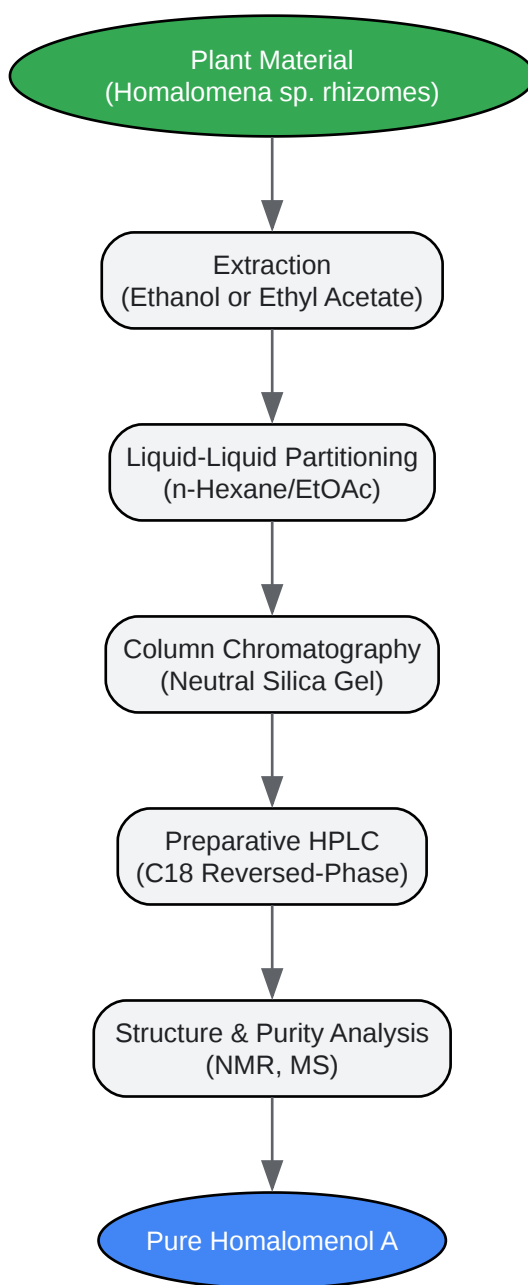 Plant Material
(Homalomena sp. rhizomes)
Extraction
(Ethanol or Ethyl Acetate)
Liquid-Liquid Partitioning
(n-Hexane/EtOAc)
Column Chromatography
(Neutral Silica Gel)
Preparative HPLC
(C18 Reversed-Phase)
Structure & Purity Analysis
(NMR, MS)
Pure Homalomenol A